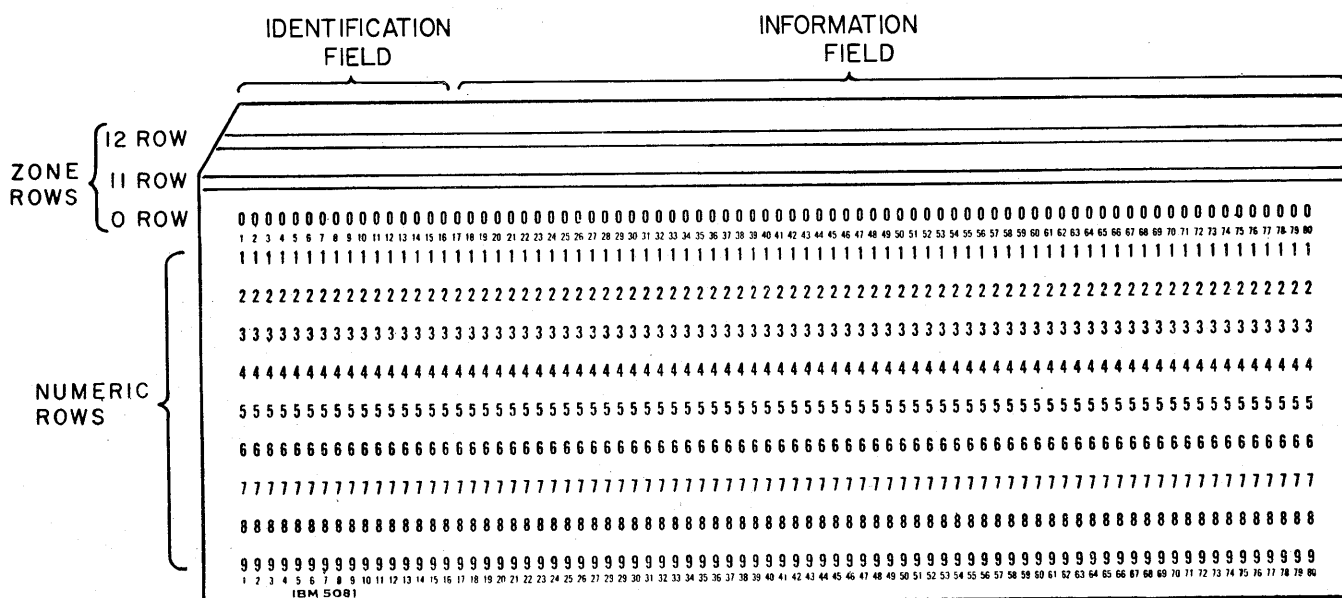 IDENTIFICATION FIELD
INFORMATION FIELD
ZONE ROWS
12 ROW
11 ROW
0 ROW
00000000000000000000000000000000000000000000000000000000000000000000000000000000
1 2 3 4 5 6 7 8 9 10 11 12 13 14 15 16 17 18 19 20 21 22 23 24 25 26 27 28 29 30 31 32 33 34 35 36 37 38 39 40 41 42 43 44 45 46 47 48 49 50 51 52 53 54 55 56 57 58 59 60 61 62 63 64 65 66 67 68 69 70 71 72 73 74 75 76 77 78 79 80
11111111111111111111111111111111111111111111111111111111111111111111111111111111
22222222222222222222222222222222222222222222222222222222222222222222222222222222
33333333333333333333333333333333333333333333333333333333333333333333333333333333
NUMERIC ROWS
44444444444444444444444444444444444444444444444444444444444444444444444444444444
55555555555555555555555555555555555555555555555555555555555555555555555555555555
66666666666666666666666666666666666666666666666666666666666666666666666666666666
77777777777777777777777777777777777777777777777777777777777777777777777777777777
88888888888888888888888888888888888888888888888888888888888888888888888888888888
99999999999999999999999999999999999999999999999999999999999999999999999999999999
1 2 3 4 5 6 7 8 9 10 11 12 13 14 15 16 17 18 19 20 21 22 23 24 25 26 27 28 29 30 31 32 33 34 35 36 37 38 39 40 41 42 43 44 45 46 47 48 49 50 51 52 53 54 55 56 57 58 59 60 61 62 63 64 65 66 67 68 69 70 71 72 73 74 75 76 77 78 79 80
IBM 5081